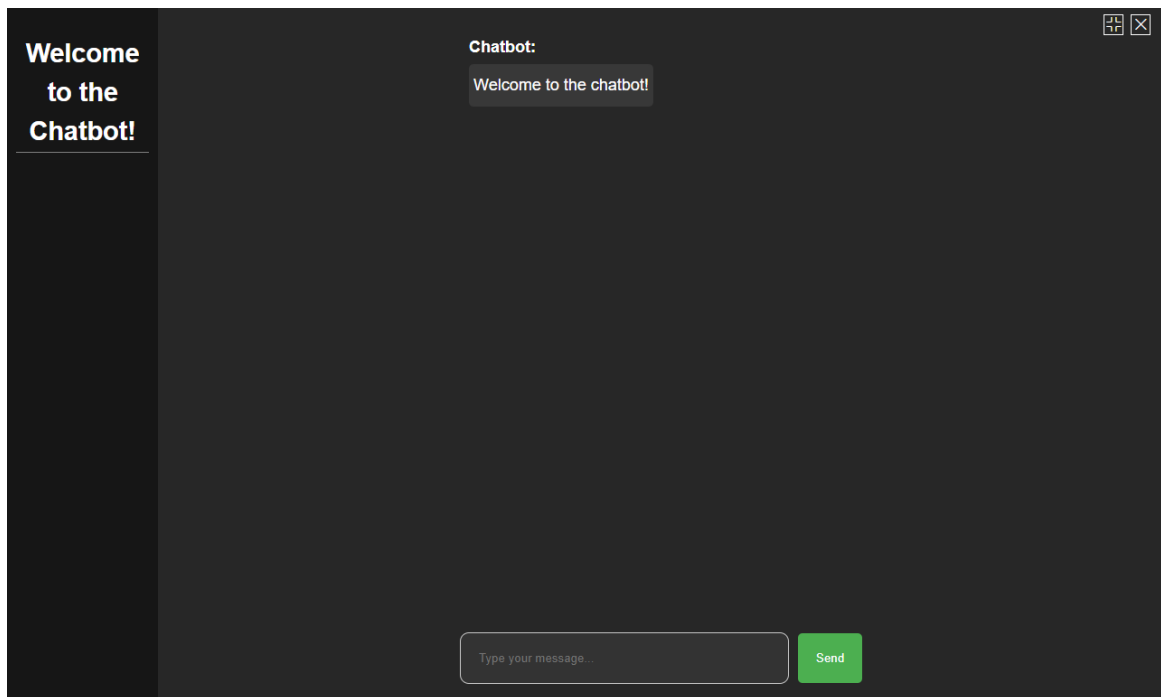 Welcome
to the
Chatbot!
Chatbot:
Welcome to the chatbot!
Type your message...
Send